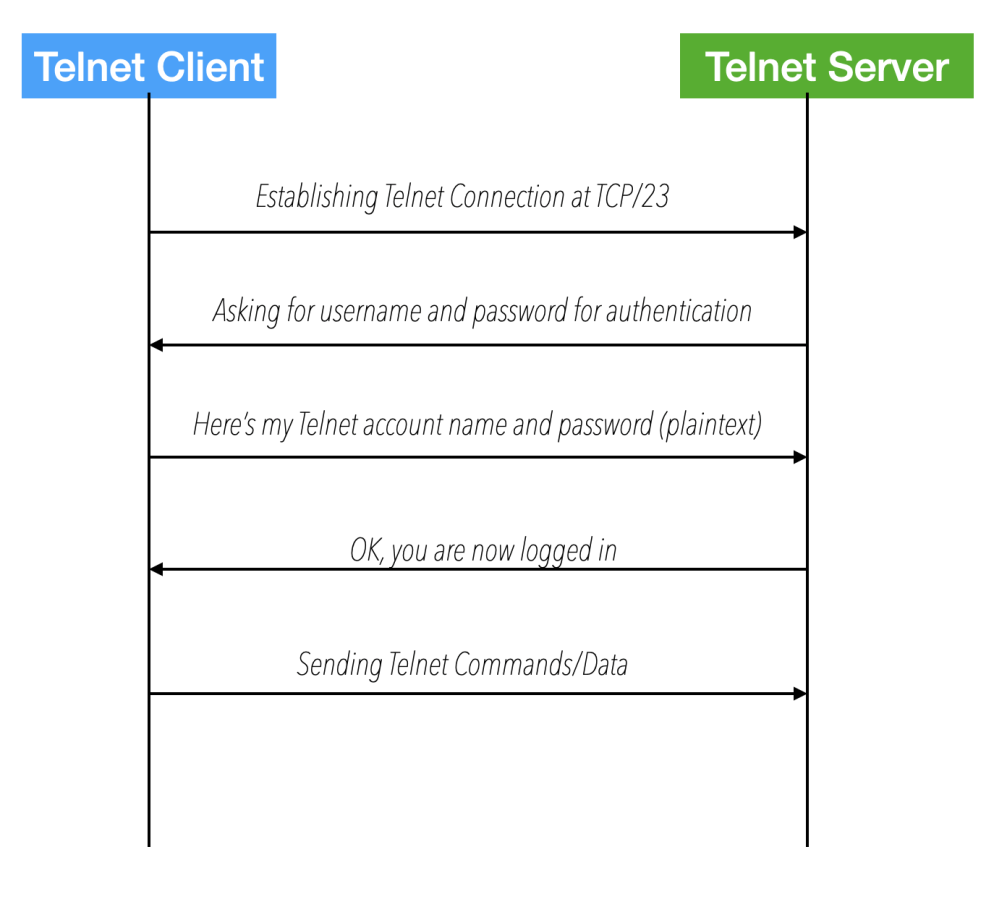 Telnet Client
Telnet Server
Establishing Telnet Connection at TCP/23
Asking for username and password for authentication
Here's my Telnet account name and password (plaintext)
OK, you are now logged in
Sending Telnet Commands/Data